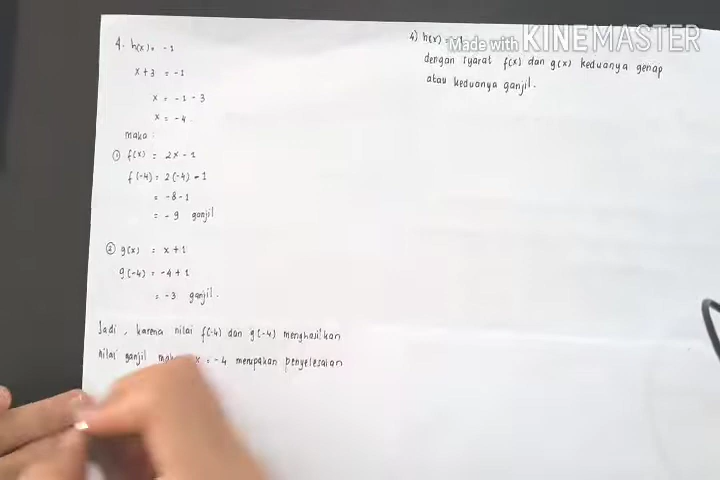 4. h(x) = -1
x + 3 = -1
x = -1 - 3
x = -4
maka :
① f(x) = 2x - 1
f(-4) = 2(-4) - 1
= -8 - 1
= -9 ganjil
② g(x) = x + 1
g(-4) = -4 + 1
= -3 ganjil.
Jadi, karena nilai f(-4) dan g(-4) menghasilkan
nilai ganjil x = -4 merupakan penyelesaian
4) h(x) =
Made with KINEMASTER
dengan syarat f(x) dan g(x) keduanya genap
atau keduanya ganjil.